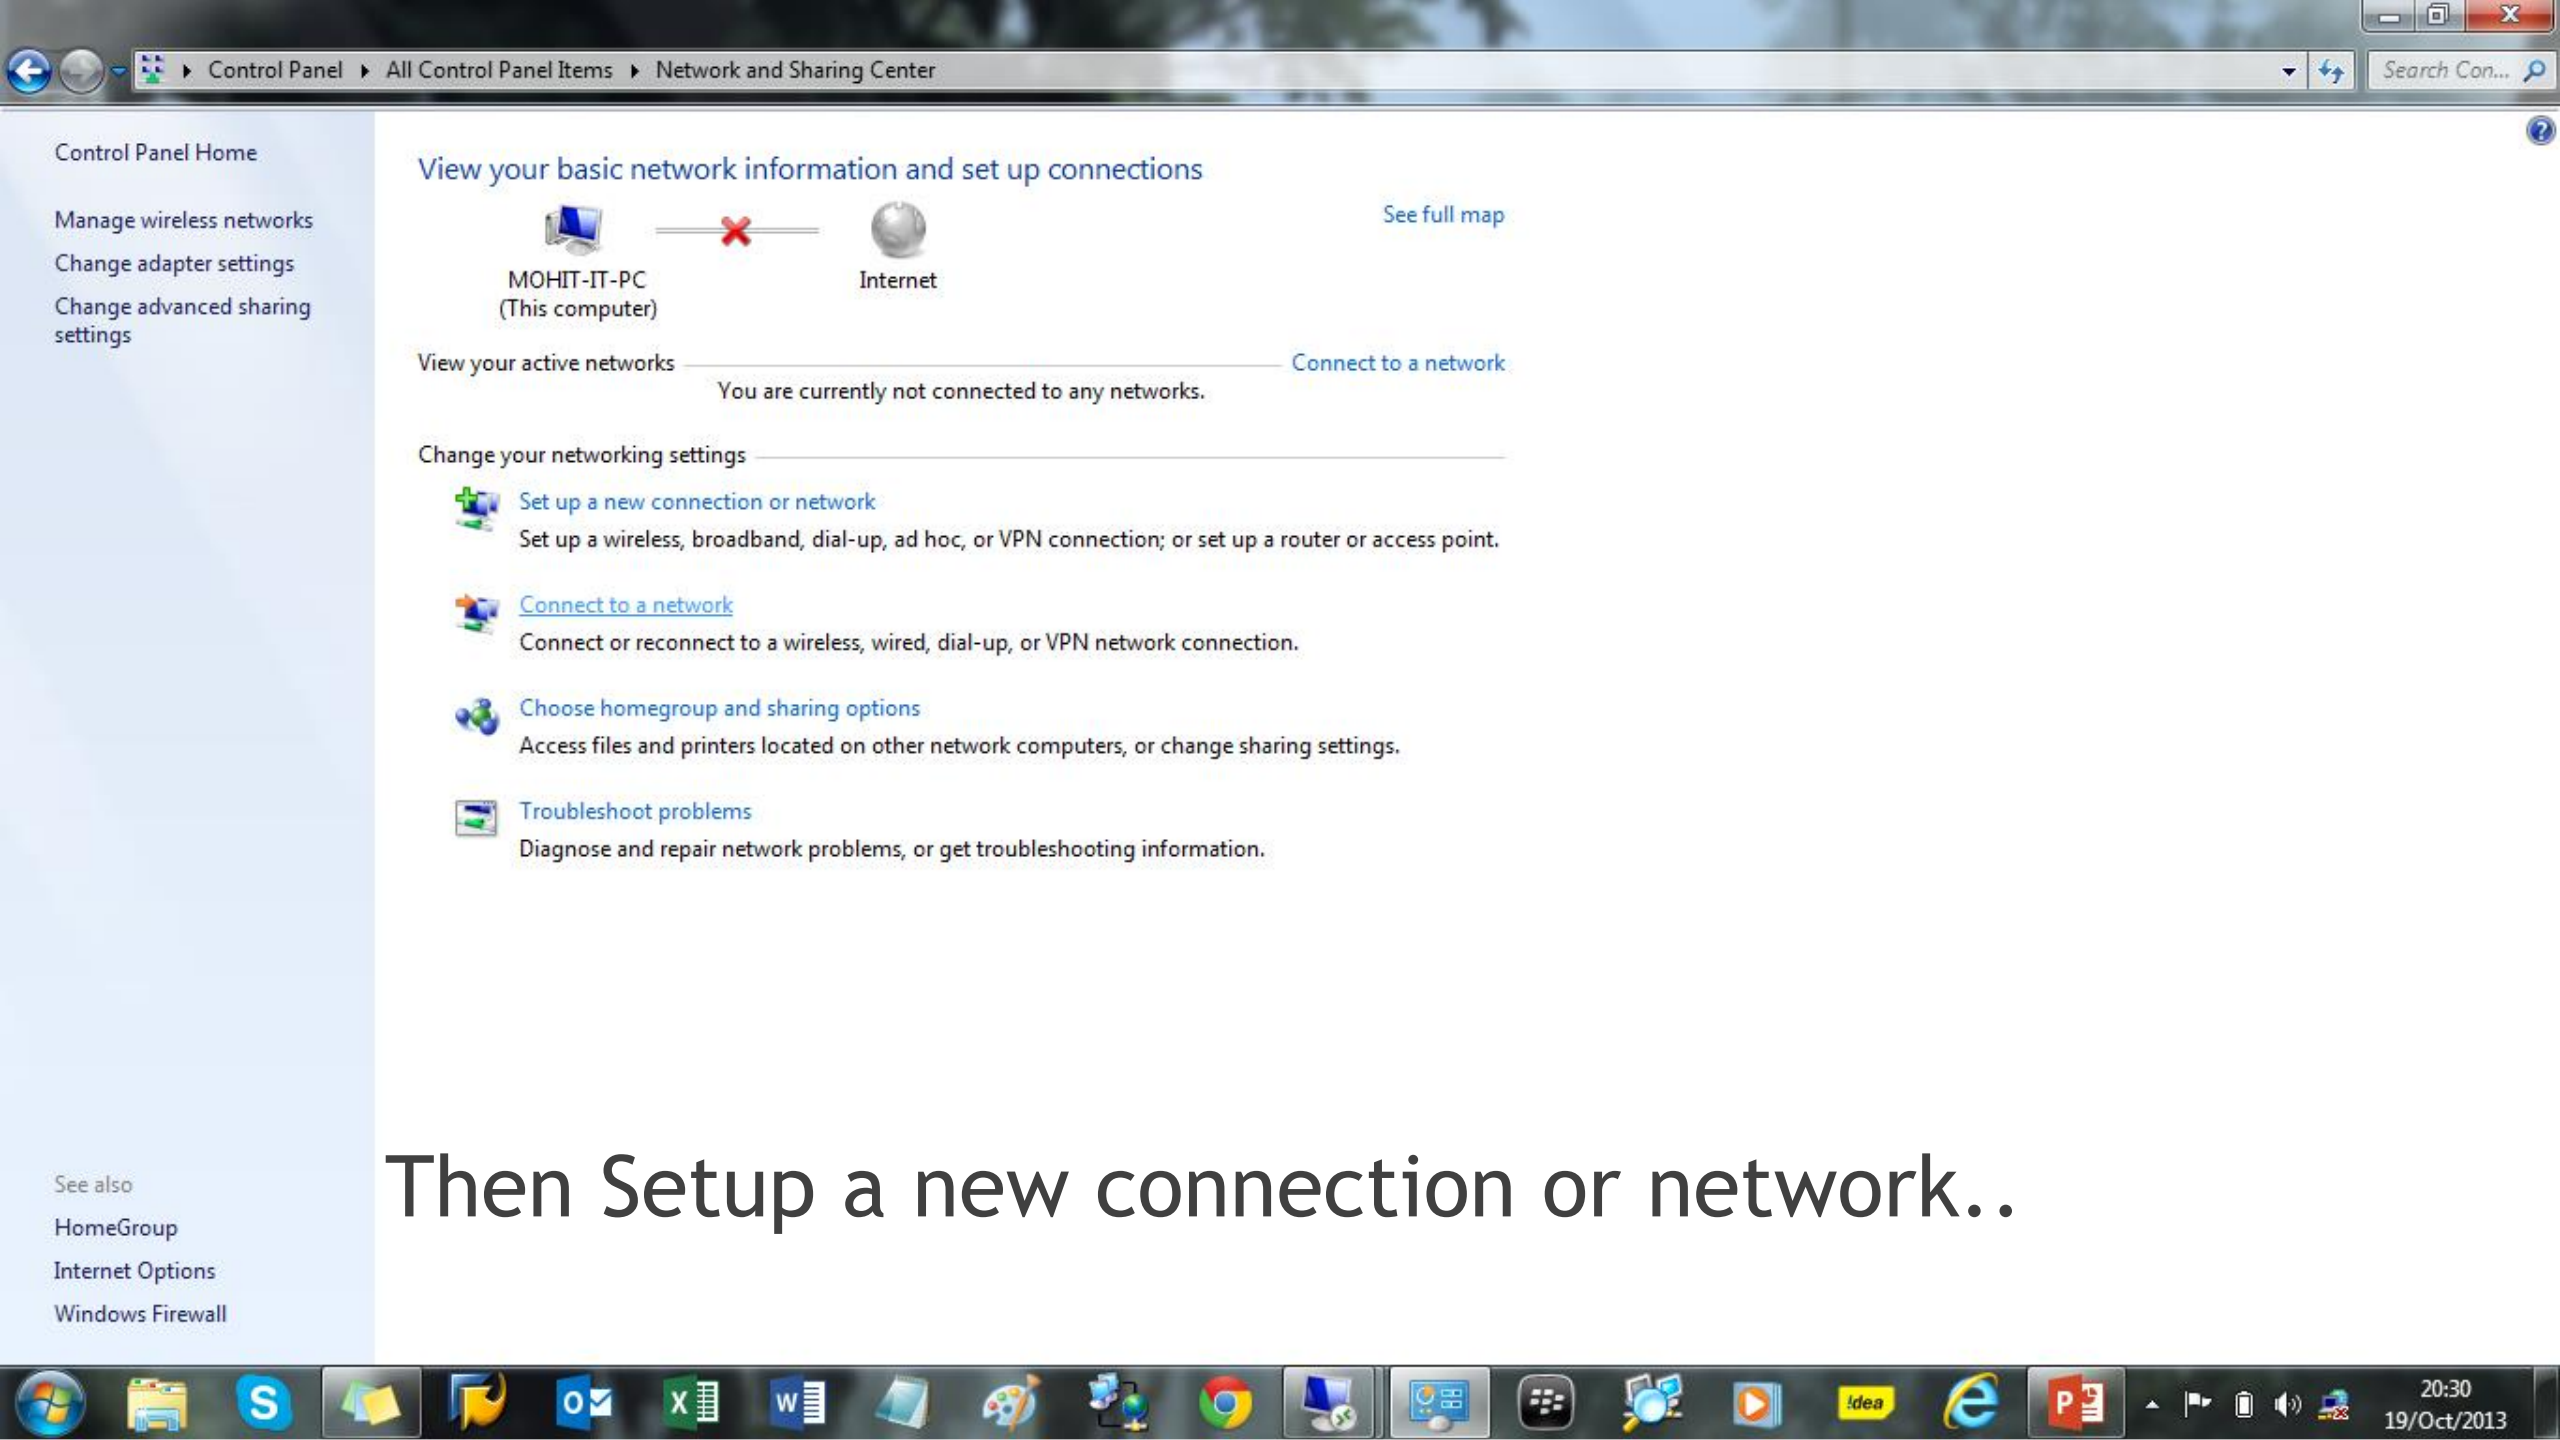 Control Panel
All Control Panel Items
Network and Sharing Center
Search Con...
Control Panel Home
Manage wireless networks
Change adapter settings
Change advanced sharing
settings
View your basic network information and set up connections
See full map
MOHIT-IT-PC
(This computer)
Internet
View your active networks
Connect to a network
You are currently not connected to any networks.
Change your networking settings
Set up a new connection or network
Set up a wireless, broadband, dial-up, ad hoc, or VPN connection; or set up a router or access point.
Connect to a network
Connect or reconnect to a wireless, wired, dial-up, or VPN network connection.
Choose homegroup and sharing options
Access files and printers located on other network computers, or change sharing settings.
Troubleshoot problems
Diagnose and repair network problems, or get troubleshooting information.
Then Setup a new connection or network..
See also
HomeGroup
Internet Options
Windows Firewall
!dea
20:30
19/Oct/2013